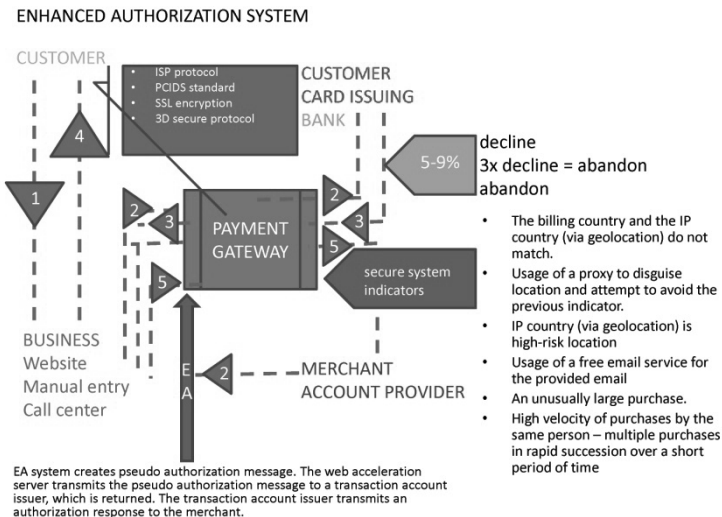 ENHANCED AUTHORIZATION SYSTEM
CUSTOMER
• ISP protocol
• PCIDS standard
• SSL encryption
• 3D secure protocol
CUSTOMER
CARD ISSUING
BANK
4
1
5-9%
decline
3x decline = abandon
abandon
2
3
PAYMENT
GATEWAY
2
3
5
5
secure system
indicators
• The billing country and the IP
country (via geolocation) do not
match.
• Usage of a proxy to disguise
location and attempt to avoid the
previous indicator.
• IP country (via geolocation) is
high-risk location
• Usage of a free email service for
the provided email
• An unusually large purchase.
• High velocity of purchases by the
same person – multiple purchases
in rapid succession over a short
period of time
BUSINESS
Website
Manual entry
Call center
E
A
2
MERCHANT
ACCOUNT PROVIDER
EA system creates pseudo authorization message. The web acceleration
server transmits the pseudo authorization message to a transaction account
issuer, which is returned. The transaction account issuer transmits an
authorization response to the merchant.